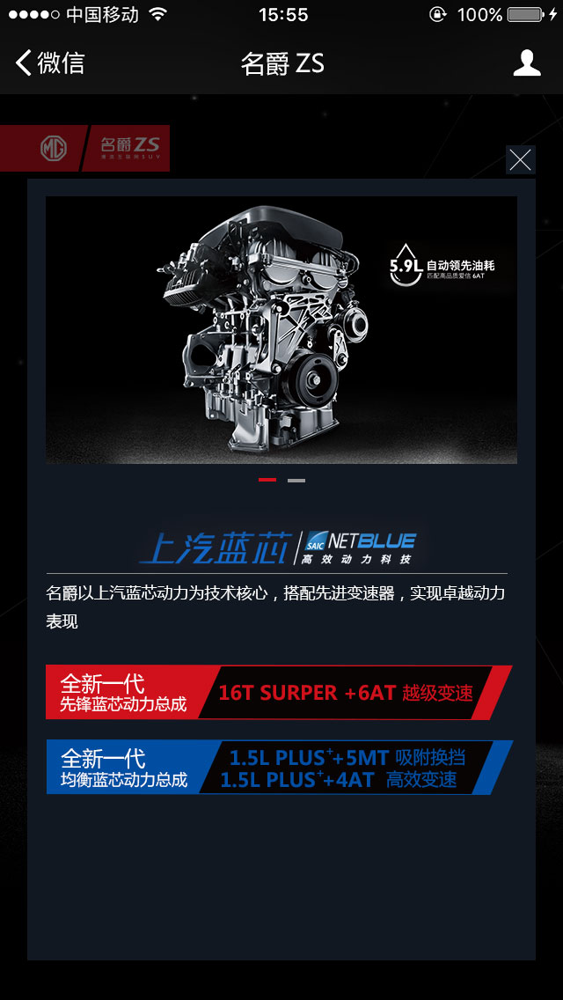 中国移动 15:55 100%
微信 名爵 ZS
MG 名爵ZS
5.9L 自动领先油耗
匹配高品质爱信 6AT
上汽蓝芯 SAIC NETBLUE
高效动力科技
名爵以上汽蓝芯动力为技术核心，搭配先进变速器，实现卓越动力
表现
全新一代
先锋蓝芯动力总成
16T SURPER +6AT 越级变速
全新一代
均衡蓝芯动力总成
1.5L PLUS⁺+5MT 吸附换挡
1.5L PLUS⁺+4AT 高效变速